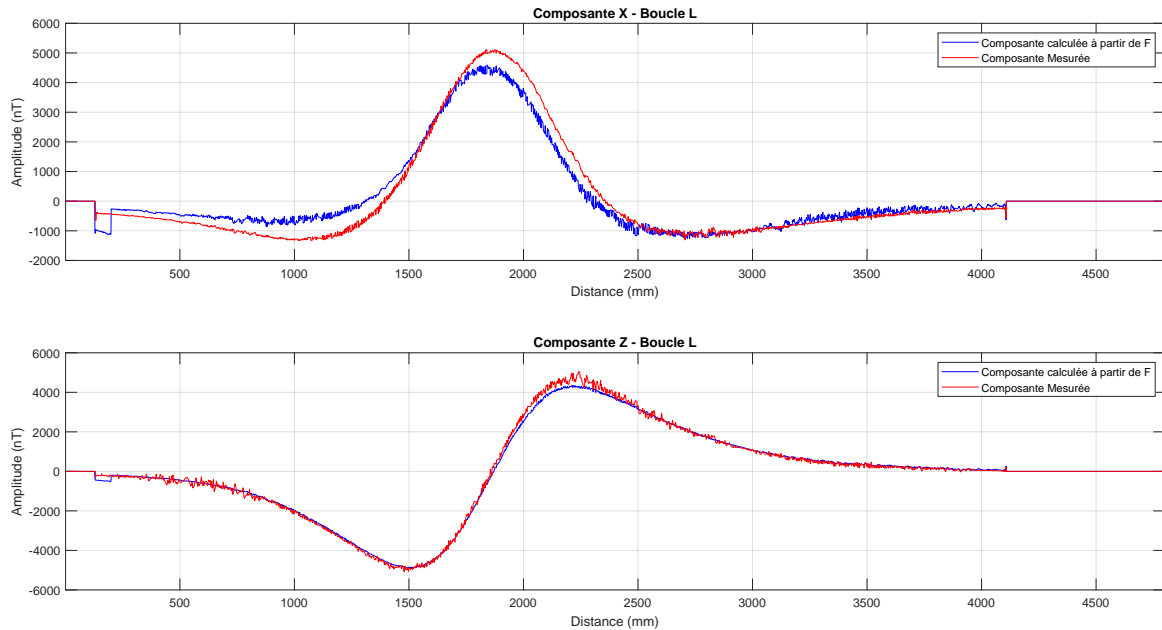 Composante X - Boucle L
6000
5000
4000
3000
2000
1000
0
-1000
-2000
Amplitude (nT)
Composante calculée à partir de F
Composante Mesurée
500 1000 1500 2000 2500 3000 3500 4000 4500
Distance (mm)
Composante Z - Boucle L
6000
4000
2000
0
-2000
-4000
-6000
Amplitude (nT)
Composante calculée à partir de F
Composante Mesurée
500 1000 1500 2000 2500 3000 3500 4000 4500
Distance (mm)